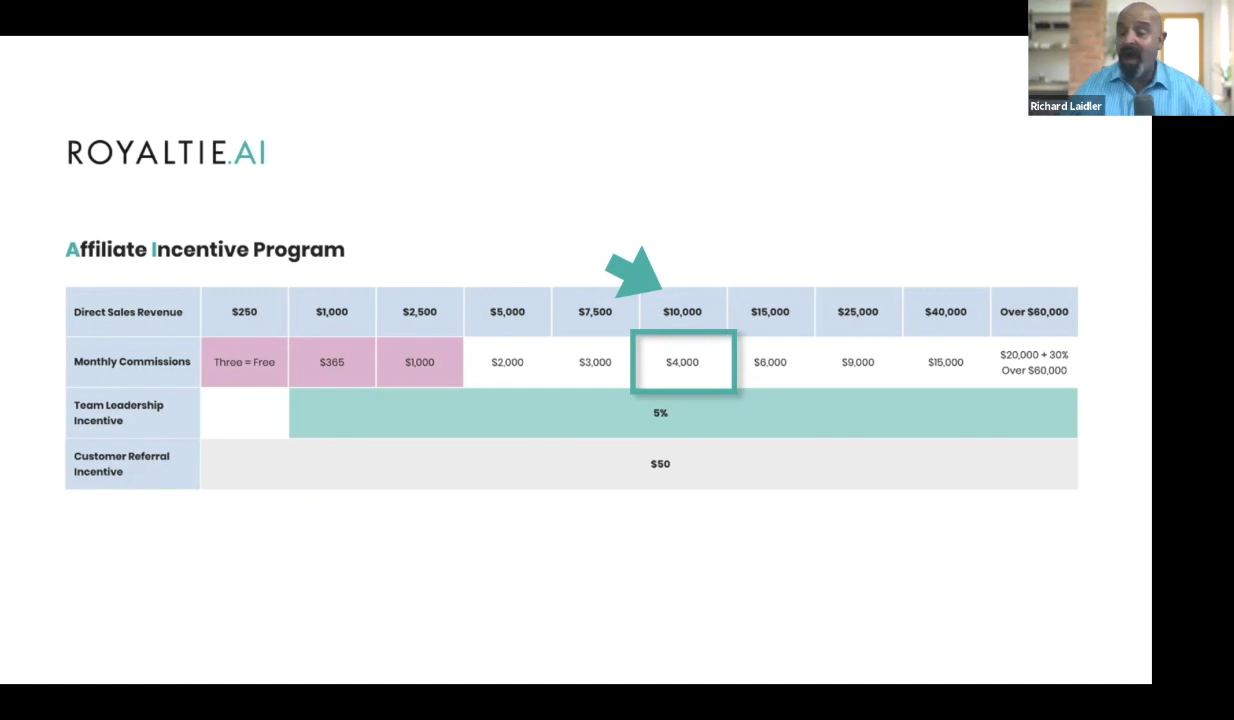 Richard Laidler
ROYALTIE.AI
Affiliate Incentive Program
Direct Sales Revenue $250 $1,000 $2,500 $5,000 $7,500 $10,000 $15,000 $25,000 $40,000 Over $60,000
Monthly Commissions Three = Free $365 $1,000 $2,000 $3,000 $4,000 $6,000 $9,000 $15,000 $20,000 + 30%
Over $60,000
Team Leadership
Incentive
5%
Customer Referral
Incentive
$50